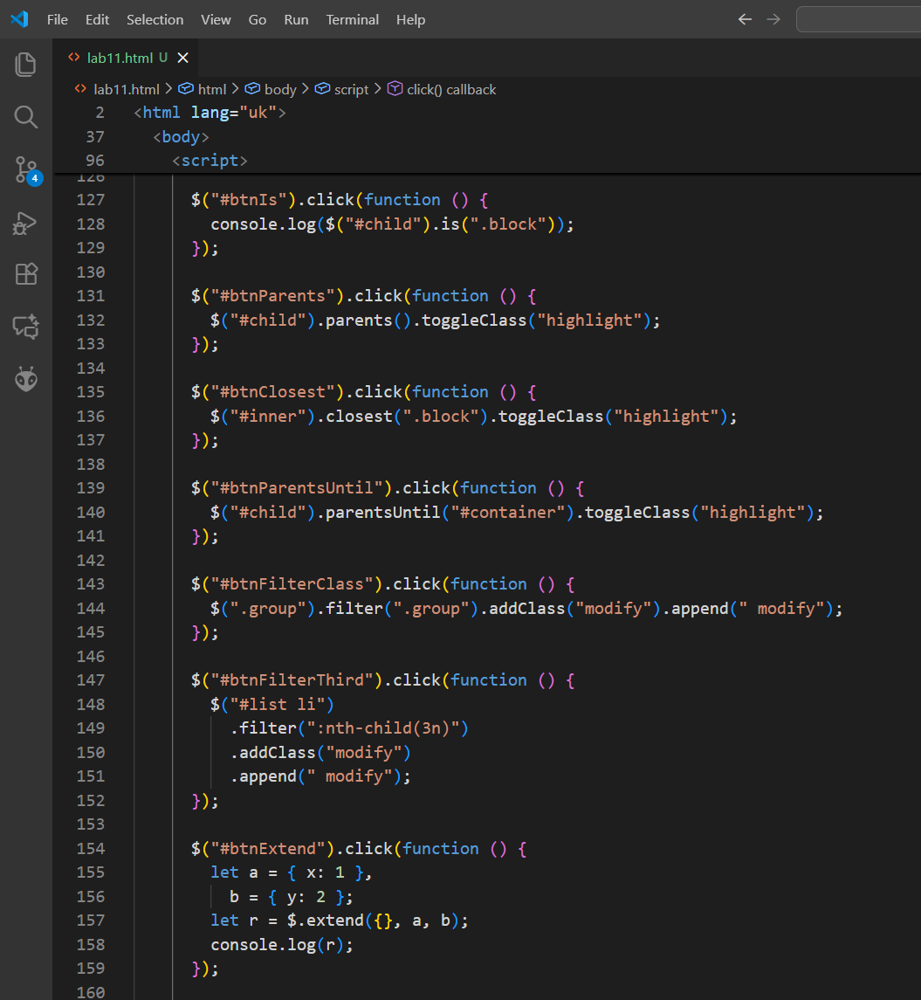 File Edit Selection View Go Run Terminal Help
lab11.html U
lab11.html > html > body > script > click() callback
2 <html lang="uk">
37 <body>
96 <script>
126
127 $("#btnIs").click(function () {
128 console.log($("#child").is(".block"));
129 });
130
131 $("#btnParents").click(function () {
132 $("#child").parents().toggleClass("highlight");
133 });
134
135 $("#btnClosest").click(function () {
136 $("#inner").closest(".block").toggleClass("highlight");
137 });
138
139 $("#btnParentsUntil").click(function () {
140 $("#child").parentsUntil("#container").toggleClass("highlight");
141 });
142
143 $("#btnFilterClass").click(function () {
144 $(".group").filter(".group").addClass("modify").append(" modify");
145 });
146
147 $("#btnFilterThird").click(function () {
148 $("#list li")
149 .filter(":nth-child(3n)")
150 .addClass("modify")
151 .append(" modify");
152 });
153
154 $("#btnExtend").click(function () {
155 let a = { x: 1 },
156 b = { y: 2 };
157 let r = $.extend({}, a, b);
158 console.log(r);
159 });
160
4